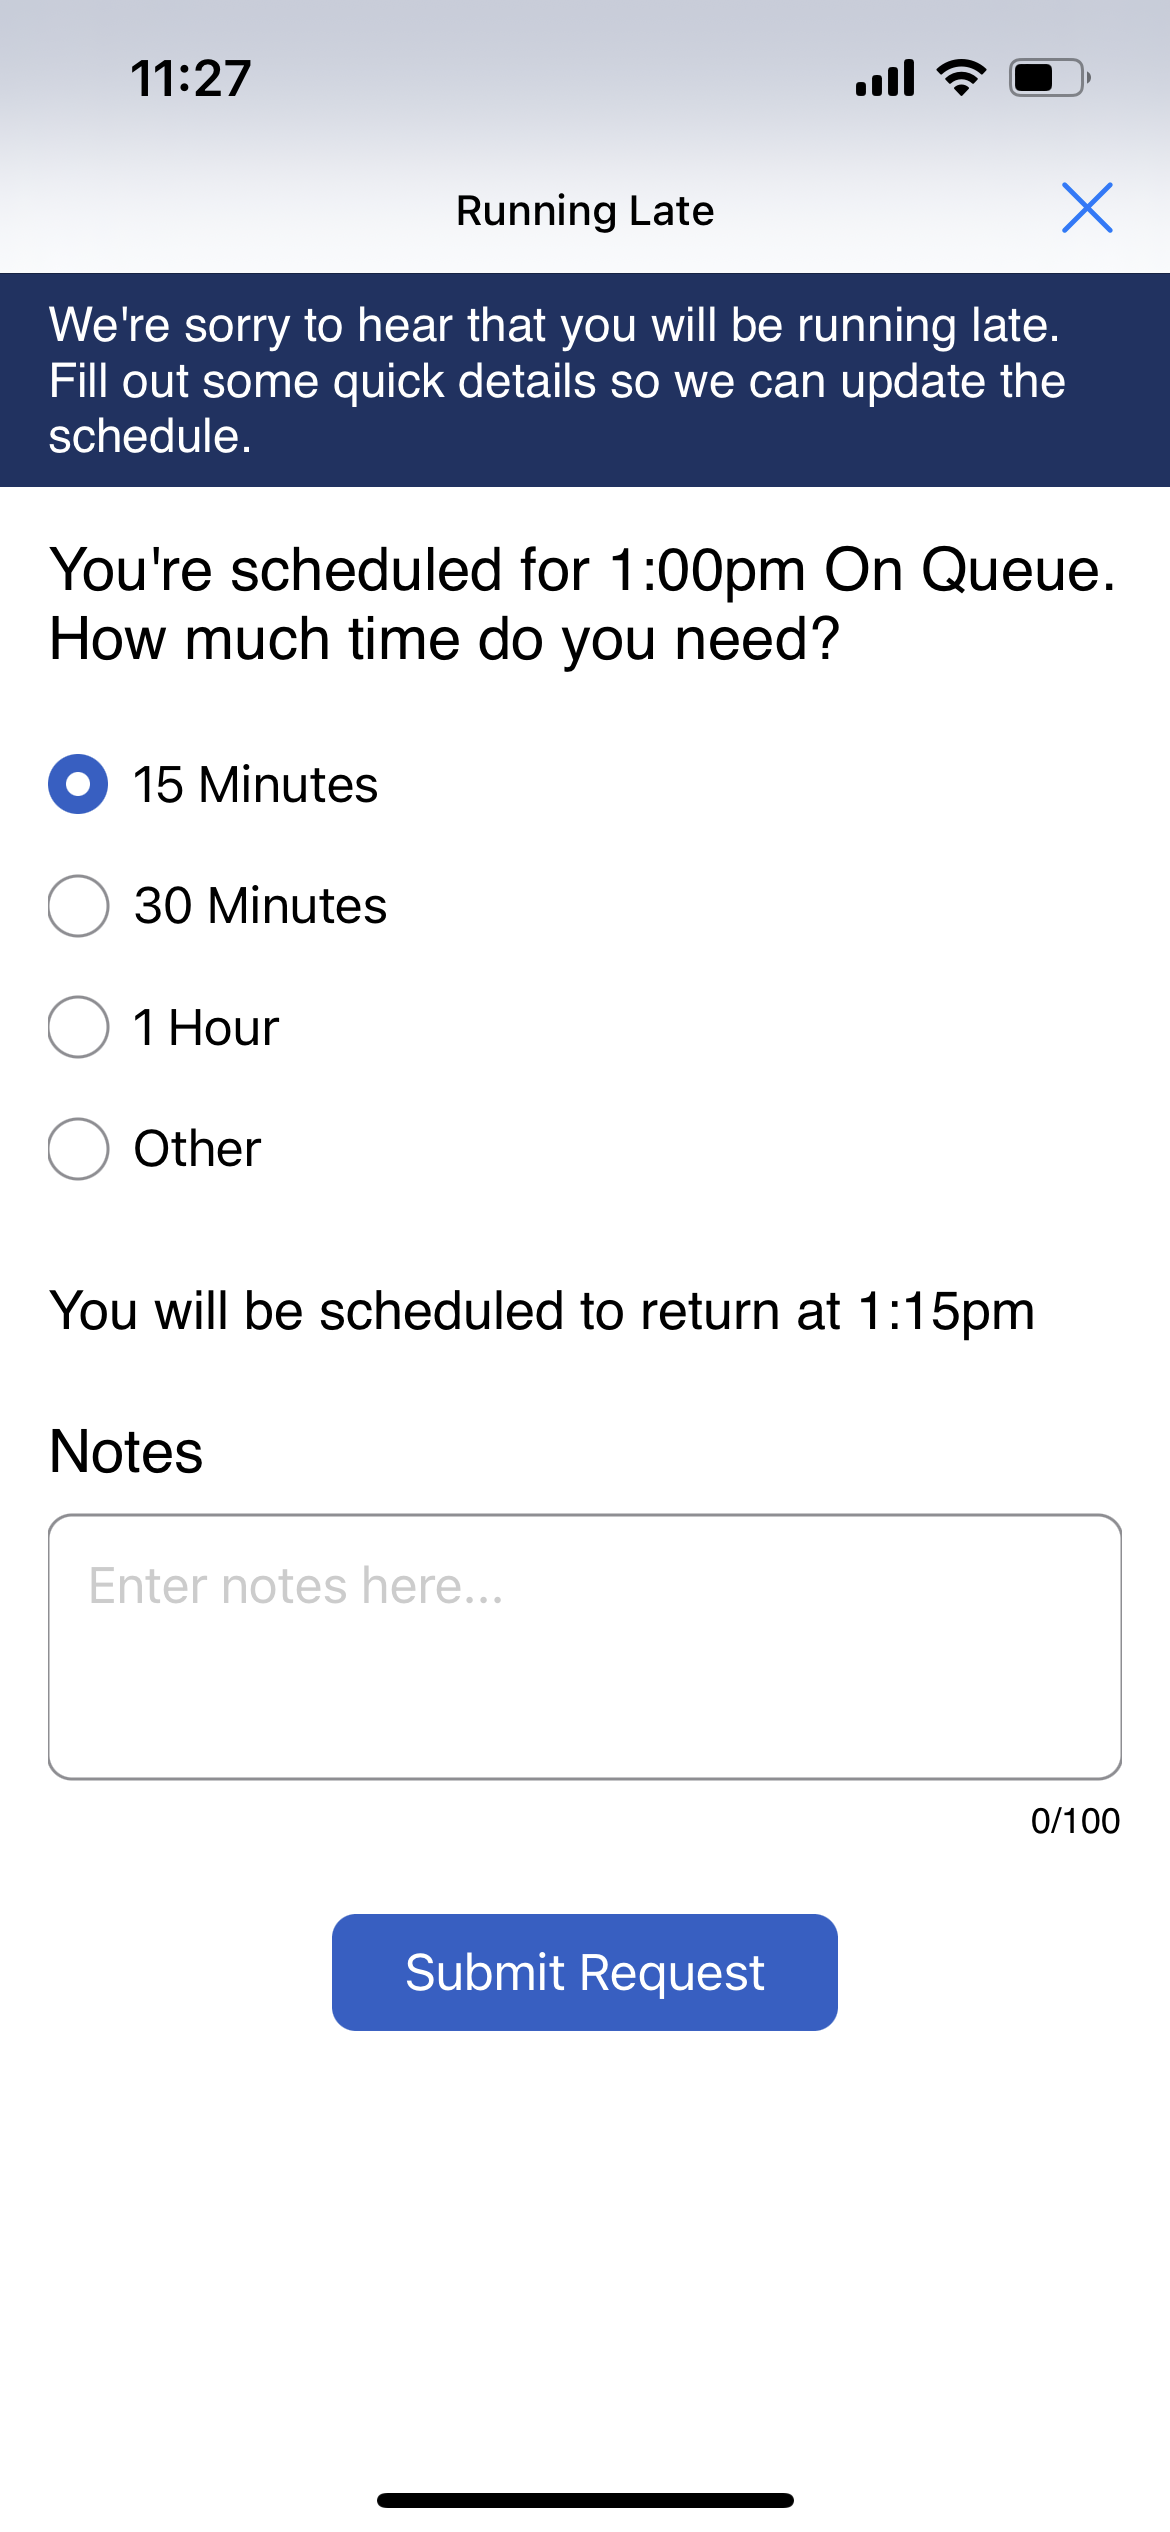 11:27
Running Late
We're sorry to hear that you will be running late.
Fill out some quick details so we can update the
schedule.
You're scheduled for 1:00pm On Queue.
How much time do you need?
15 Minutes
30 Minutes
1 Hour
Other
You will be scheduled to return at 1:15pm
Notes
Enter notes here...
0/100
Submit Request